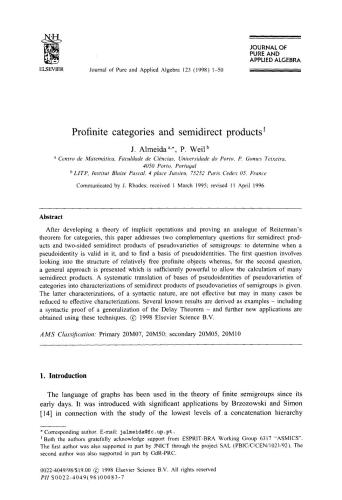 N·H
ELSEVIER
JOURNAL OF
PURE AND
APPLIED ALGEBRA
Journal of Pure and Applied Algebra 123 (1998) 1–50
Profinite categories and semidirect products¹
J. Almeida ᵃ,*, P. Weil ᵇ
ᵃ Centro de Matemática, Faculdade de Ciências, Universidade do Porto, P. Gomes Teixeira,
4050 Porto, Portugal
ᵇ LITP, Institut Blaise Pascal, 4 place Jussieu, 75252 Paris Cedex 05, France
Communicated by J. Rhodes; received 1 March 1995; revised 11 April 1996
Abstract
After developing a theory of implicit operations and proving an analogue of Reiterman's
theorem for categories, this paper addresses two complementary questions for semidirect prod-
ucts and two-sided semidirect products of pseudovarieties of semigroups: to determine when a
pseudoidentity is valid in it, and to find a basis of pseudoidentities. The first question involves
looking into the structure of relatively free profinite objects whereas, for the second question,
a general approach is presented which is sufficiently powerful to allow the calculation of many
semidirect products. A systematic translation of bases of pseudoidentities of pseudovarieties of
categories into characterizations of semidirect products of pseudovarieties of semigroups is given.
The latter characterizations, of a syntactic nature, are not effective but may in many cases be
reduced to effective characterizations. Several known results are derived as examples – including
a syntactic proof of a generalization of the Delay Theorem – and further new applications are
obtained using these techniques. © 1998 Elsevier Science B.V.
AMS Classification: Primary 20M07, 20M50; secondary 20M05, 20M10
1. Introduction
The language of graphs has been used in the theory of finite semigroups since its
early days. It was introduced with significant applications by Brzozowski and Simon
[14] in connection with the study of the lowest levels of a concatenation hierarchy
* Corresponding author. E-mail: jalmeida@fc.up.pt.
¹ Both the authors gratefully acknowledge support from ESPRIT-BRA Working Group 6317 "ASMICS".
The first author was also supported in part by JNICT through the project SAL (PBIC/C/CEN/1021/92). The
second author was also supported in part by GdR-PRC.
0022-4049/98/$19.00 © 1998 Elsevier Science B.V. All rights reserved
PII S0022-4049(96)00083-7